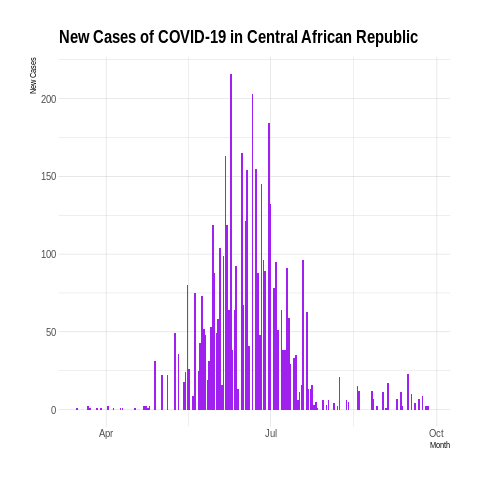 New Cases of COVID-19 in Central African Republic
New Cases
200
150
100
50
0
Apr
Jul
Oct
Month